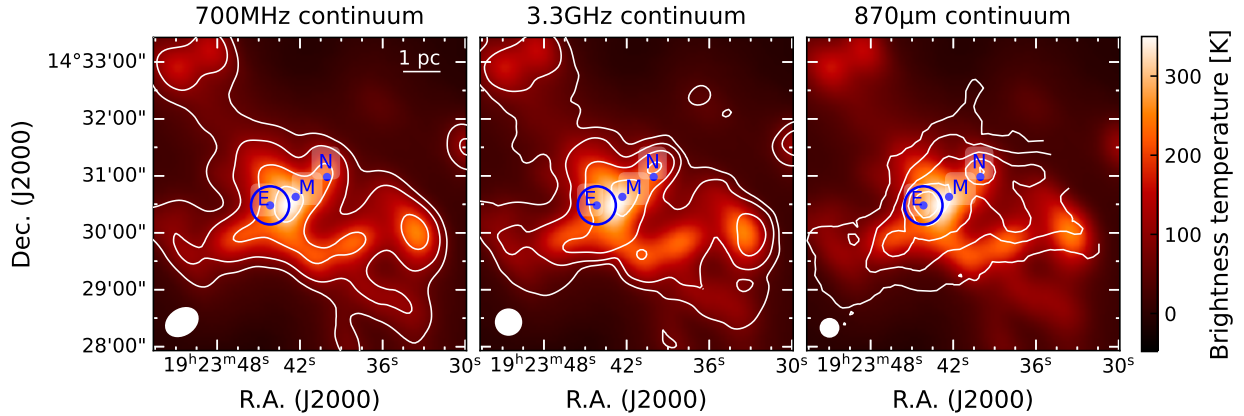 700MHz continuum
3.3GHz continuum
870μm continuum
1 pc
14°33'00"
32'00"
31'00"
30'00"
29'00"
28'00"
Dec. (J2000)
N
M
E
N
M
E
N
M
E
19ʰ23ᵐ48ˢ
42ˢ
36ˢ
30ˢ
19ʰ23ᵐ48ˢ
42ˢ
36ˢ
30ˢ
19ʰ23ᵐ48ˢ
42ˢ
36ˢ
30ˢ
R.A. (J2000)
R.A. (J2000)
R.A. (J2000)
300
200
100
0
Brightness temperature [K]